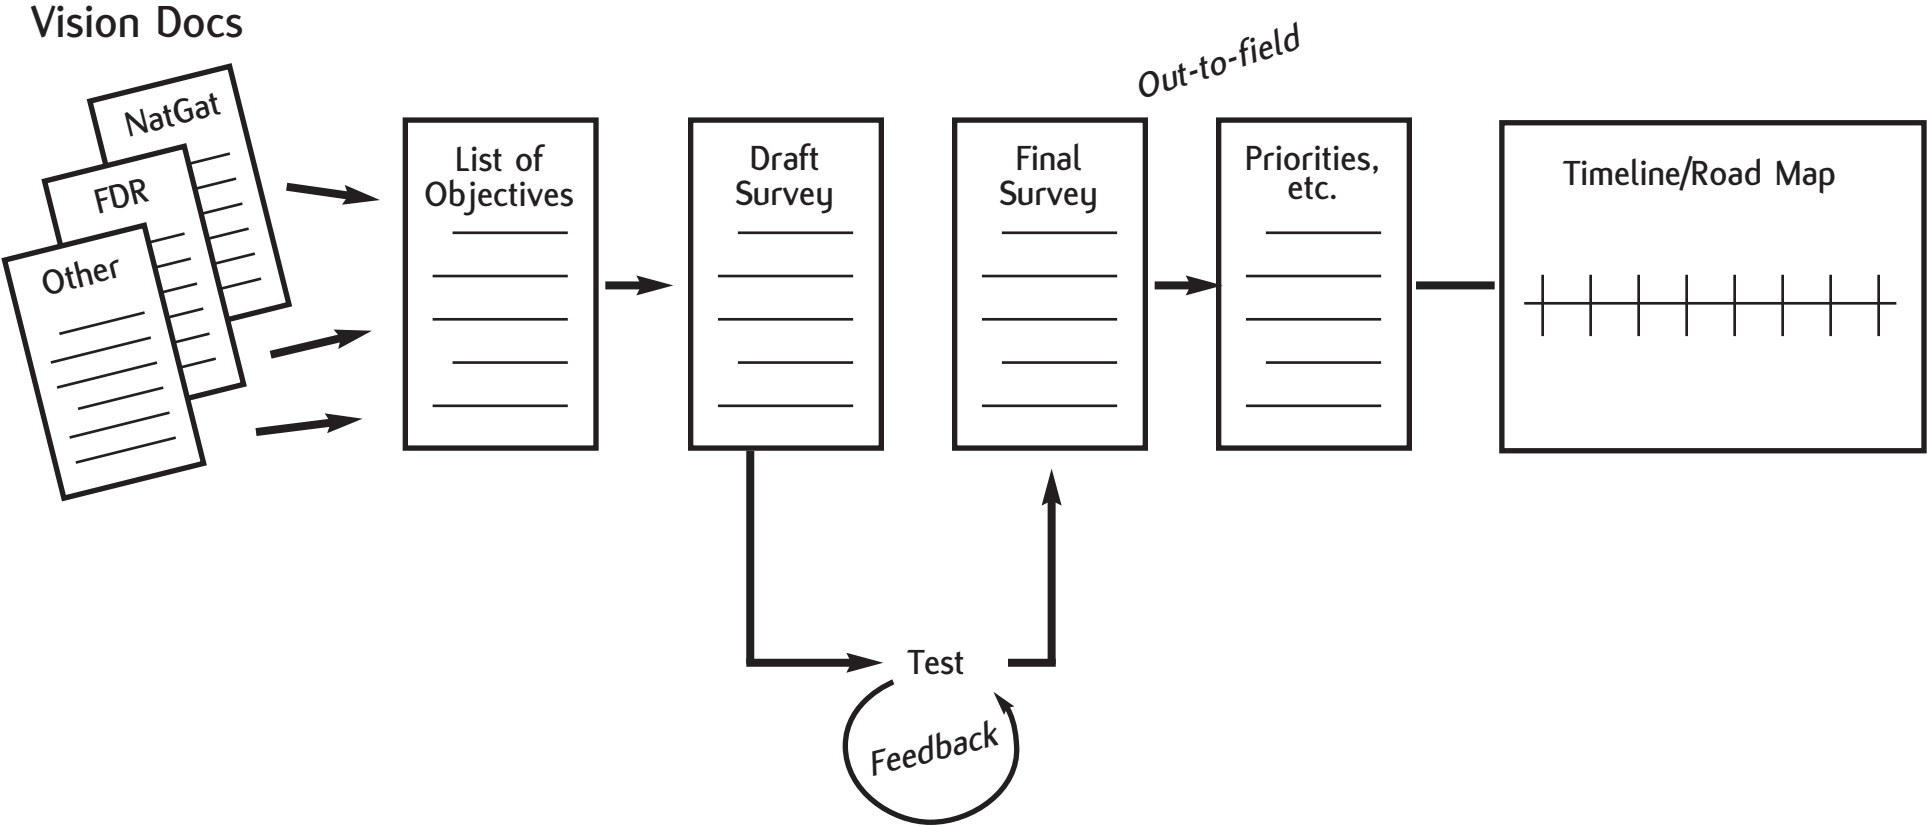 Vision Docs
NatGat
FDR
Other
List of
Objectives
Draft
Survey
Final
Survey
Out-to-field
Priorities,
etc.
Timeline/Road Map
Test
Feedback